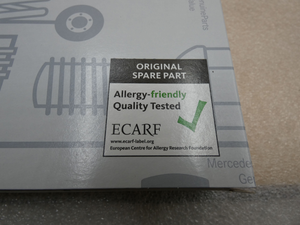 ORIGINAL
SPARE PART
Allergy-friendly
Quality Tested
ECARF
www.ecarf-label.org
European Centre for Allergy Research Foundation
Mercede
Ge